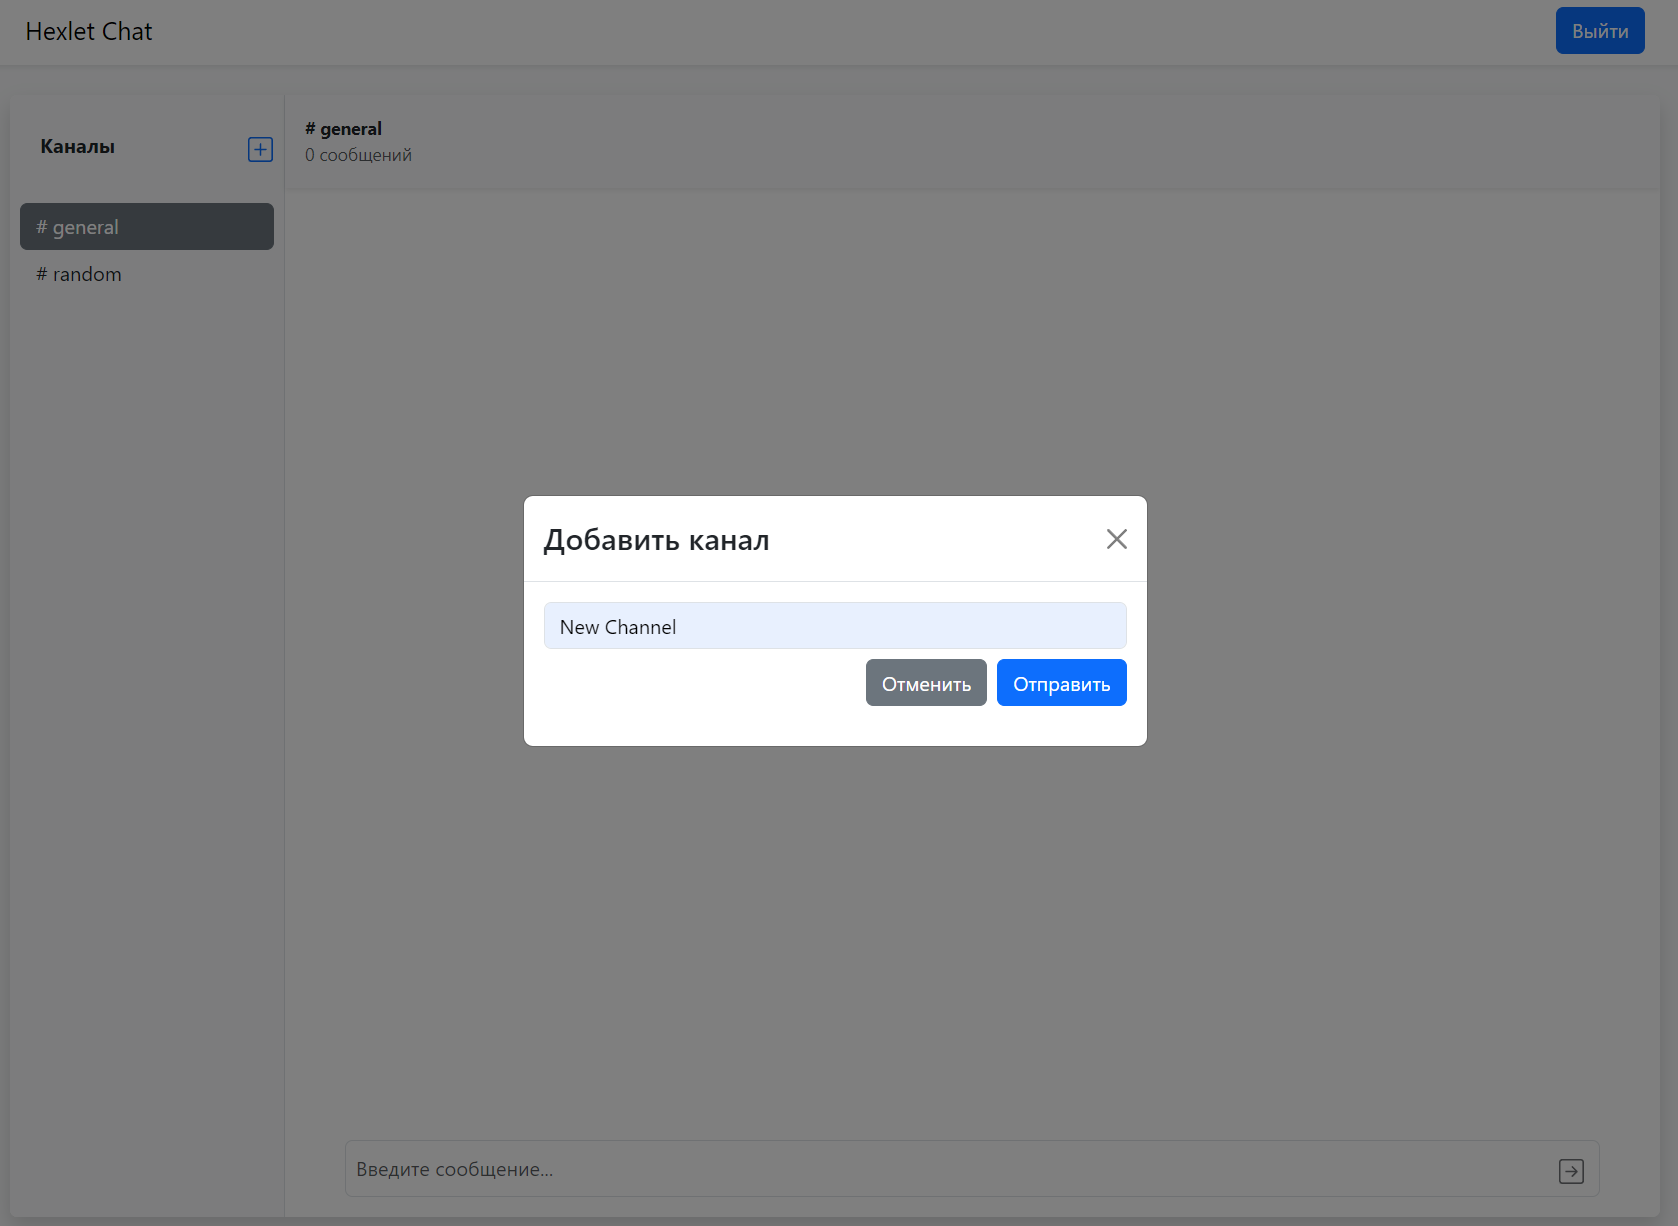 Hexlet Chat
Выйти
Каналы
# general
# random
# general
0 сообщений
Добавить канал
New Channel
Отменить Отправить
Введите сообщение...